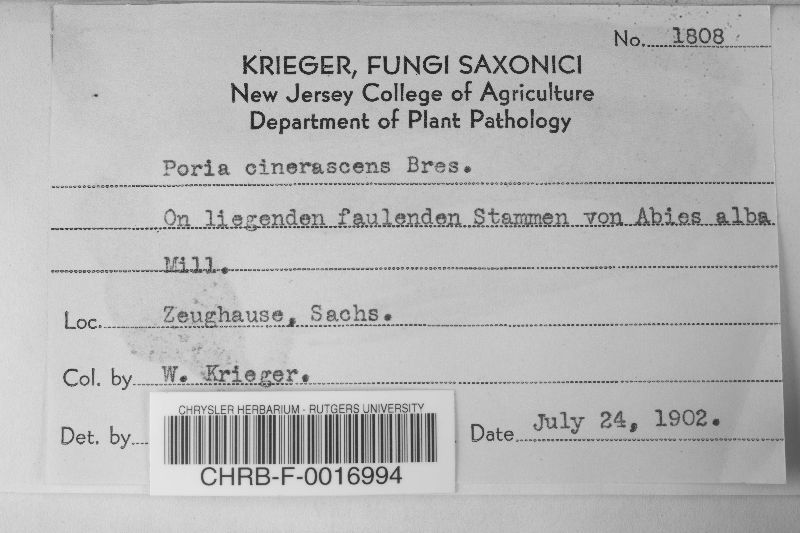 No. 1808
KRIEGER, FUNGI SAXONICI
New Jersey College of Agriculture
Department of Plant Pathology
Poria cinerascens Bres.
On liegenden faulenden Stammen von Abies alba
Mill.
Loc. Zeughause, Sachs.
Col. by W. Krieger.
Det. by
Date July 24, 1902.
CHRYSLER HERBARIUM - RUTGERS UNIVERSITY
CHRB-F-0016994